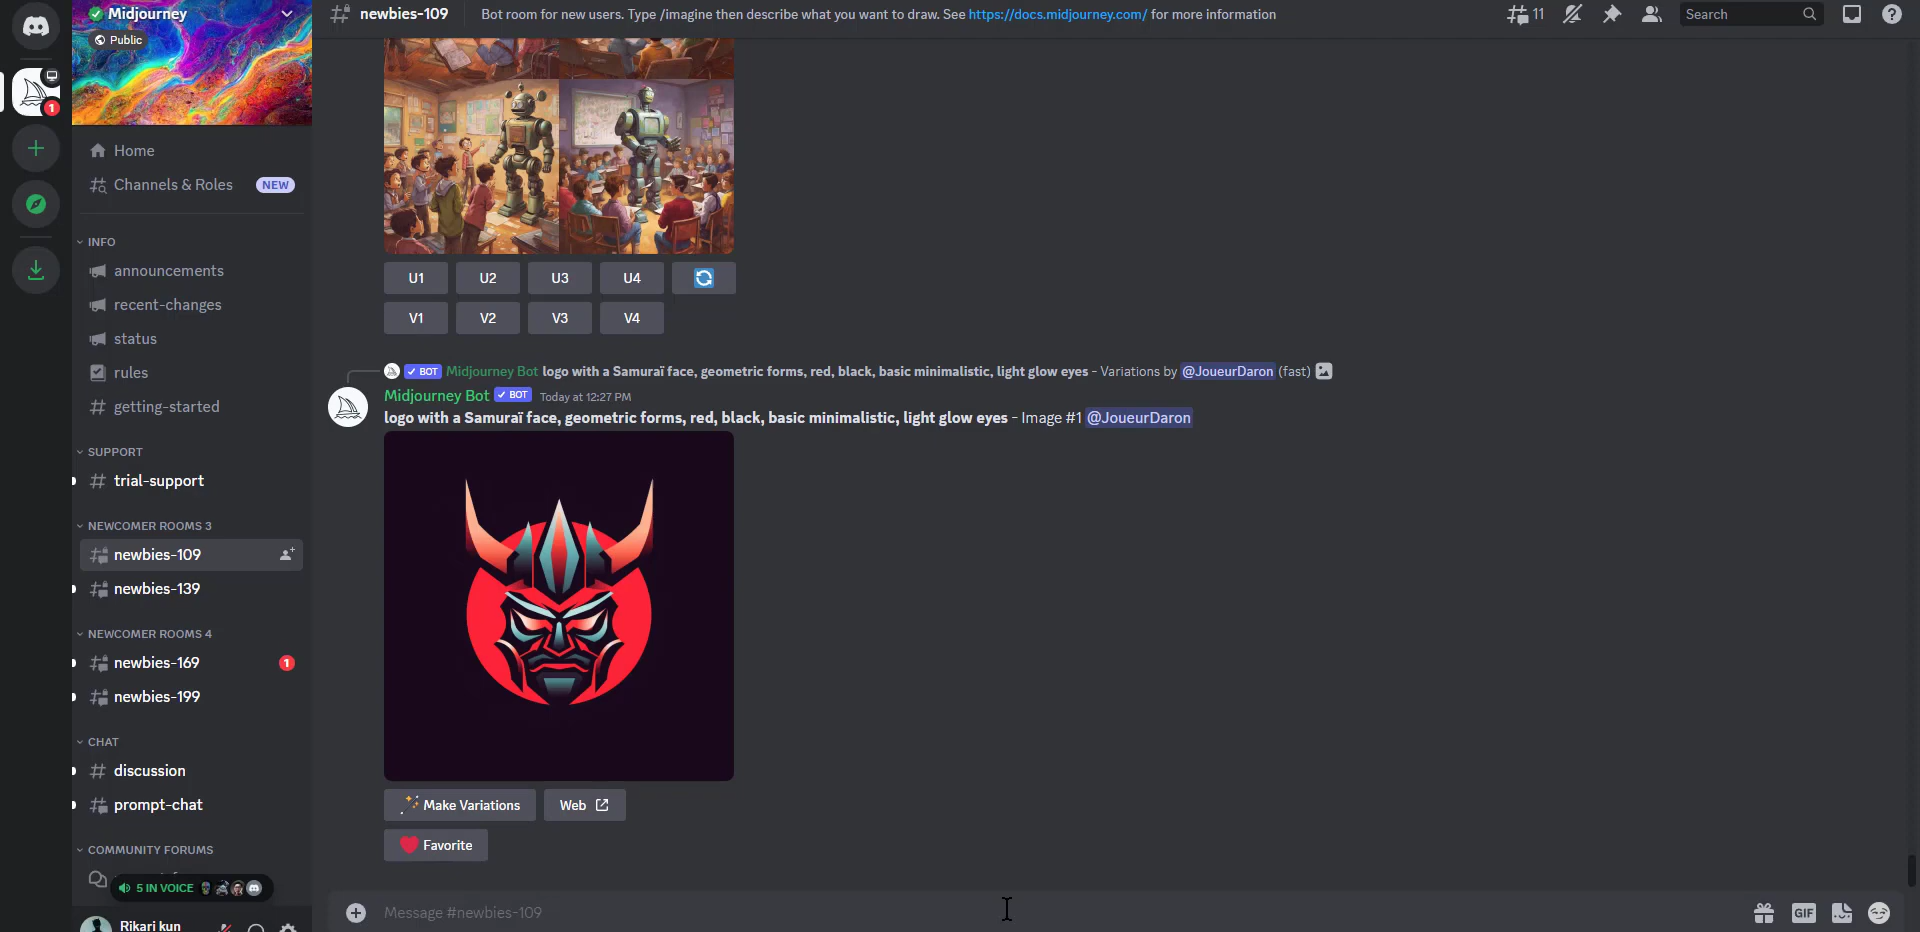 Midjourney
Public
newbies-109
Bot room for new users. Type /imagine then describe what you want to draw. See https://docs.midjourney.com/ for more information
11
Search
1
Home
Channels & Roles NEW
INFO
announcements
recent-changes
status
rules
getting-started
SUPPORT
trial-support
NEWCOMER ROOMS 3
newbies-109
newbies-139
NEWCOMER ROOMS 4
newbies-169 1
newbies-199
CHAT
discussion
prompt-chat
COMMUNITY FORUMS
5 IN VOICE
Rikari kun
U1 U2 U3 U4
V1 V2 V3 V4
BOT Midjourney Bot logo with a Samuraï face, geometric forms, red, black, basic minimalistic, light glow eyes - Variations by @JoueurDaron (fast)
Midjourney Bot BOT Today at 12:27 PM
logo with a Samuraï face, geometric forms, red, black, basic minimalistic, light glow eyes - Image #1 @JoueurDaron
Make Variations Web
Favorite
Message #newbies-109
GIF